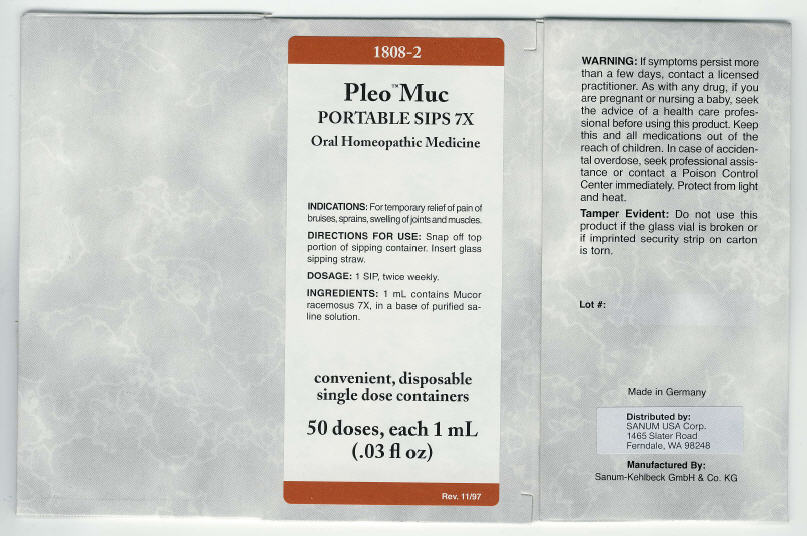 1808-2
Pleo™Muc
PORTABLE SIPS 7X
Oral Homeopathic Medicine
INDICATIONS: For temporary relief of pain of
bruises, sprains, swelling of joints and muscles.
DIRECTIONS FOR USE: Snap off top
portion of sipping container. Insert glass
sipping straw.
DOSAGE: 1 SIP, twice weekly.
INGREDIENTS: 1 mL contains Mucor
racemosus 7X, in a base of purified sa-
line solution.
convenient, disposable
single dose containers
50 doses, each 1 mL
(.03 fl oz)
Rev. 11/97
WARNING: If symptoms persist more
than a few days, contact a licensed
practitioner. As with any drug, if you
are pregnant or nursing a baby, seek
the advice of a health care profes-
sional before using this product. Keep
this and all medications out of the
reach of children. In case of acciden-
tal overdose, seek professional assis-
tance or contact a Poison Control
Center immediately. Protect from light
and heat.
Tamper Evident: Do not use this
product if the glass vial is broken or
if imprinted security strip on carton
is torn.
Lot #:
Made in Germany
Distributed by:
SANUM USA Corp.
1465 Slater Road
Ferndale, WA 98248
Manufactured By:
Sanum-Kehlbeck GmbH & Co. KG